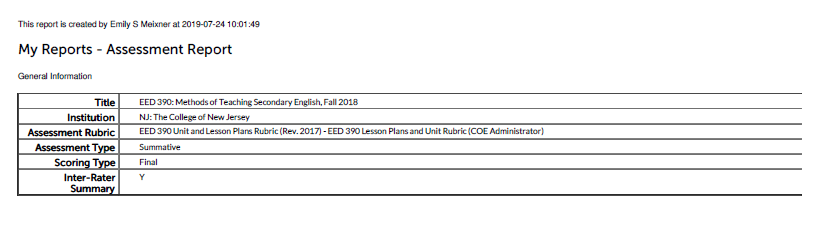 This report is created by Emily S Meixner at 2019-07-24 10:01:49
My Reports - Assessment Report
General Information
Title EED 390: Methods of Teaching Secondary English, Fall 2018
Institution NJ: The College of New Jersey
Assessment Rubric EED 390 Unit and Lesson Plans Rubric (Rev. 2017) - EED 390 Lesson Plans and Unit Rubric (COE Administrator)
Assessment Type Summative
Scoring Type Final
Inter-Rater Y
Summary